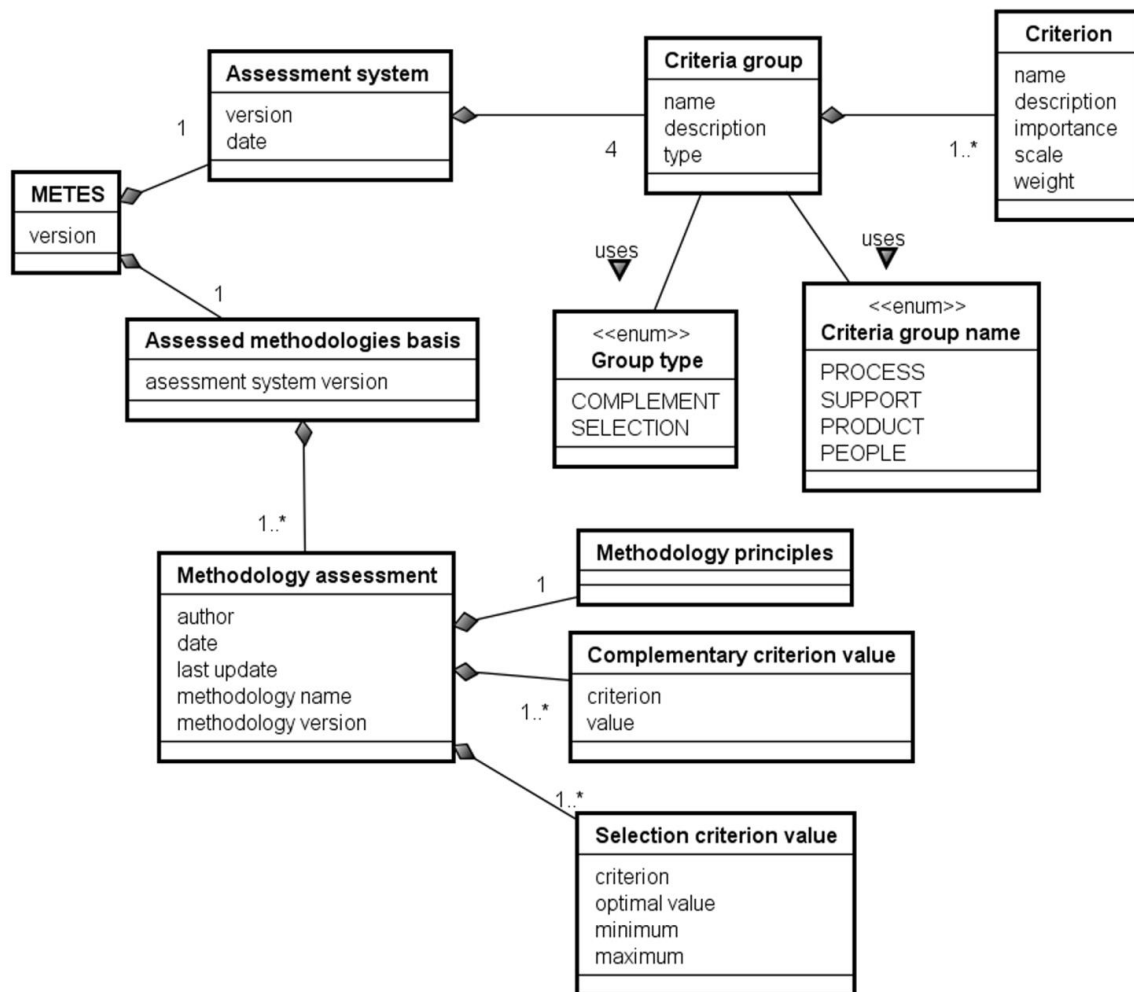 Assessment system
version
date
1
Criteria group
name
description
type
4
Criterion
name
description
importance
scale
weight
1..*
METES
version
1
uses
uses
<<enum>>
Group type
COMPLEMENT
SELECTION
<<enum>>
Criteria group name
PROCESS
SUPPORT
PRODUCT
PEOPLE
Assessed methodologies basis
asessment system version
1..*
Methodology assessment
author
date
last update
methodology name
methodology version
1
Methodology principles
1..*
Complementary criterion value
criterion
value
1..*
Selection criterion value
criterion
optimal value
minimum
maximum